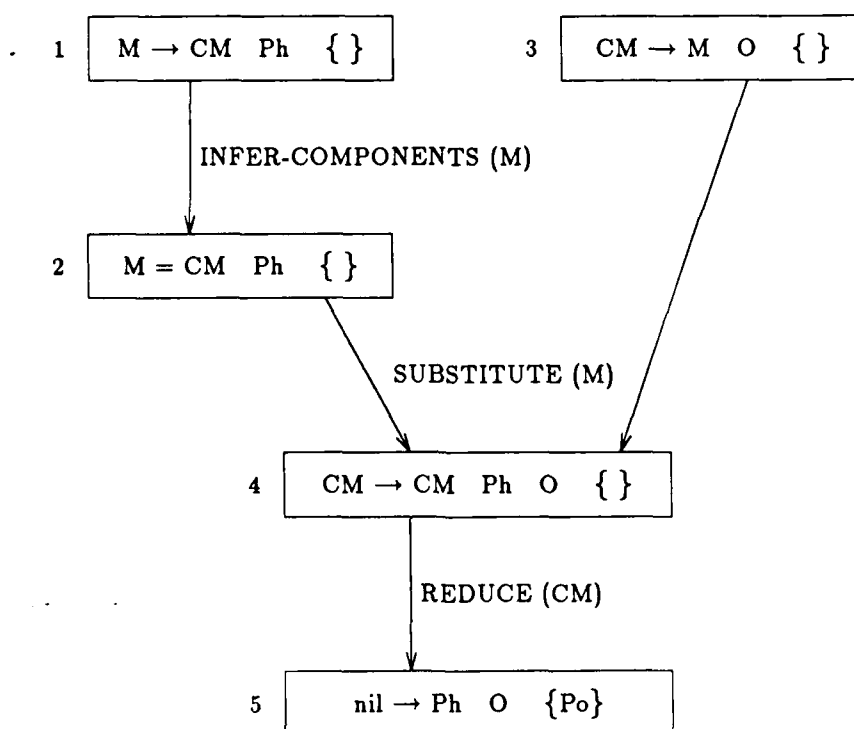 1 M → CM Ph { } 3 CM → M O { }
INFER-COMPONENTS (M)
2 M = CM Ph { }
SUBSTITUTE (M)
4 CM → CM Ph O { }
REDUCE (CM)
5 nil → Ph O {Po}